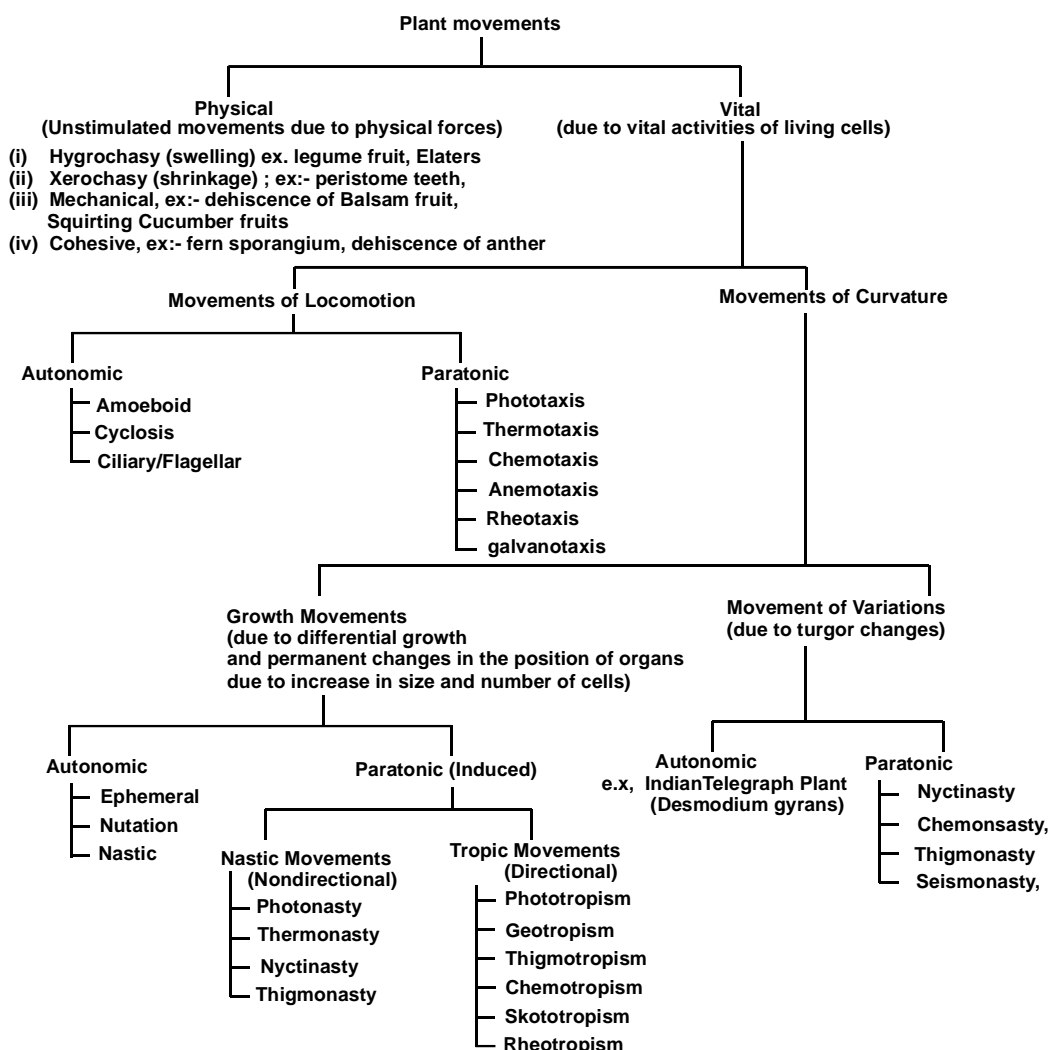 Plant movements
Physical
(Unstimulated movements due to physical forces)
Vital
(due to vital activities of living cells)
(i) Hygrochasy (swelling) ex. legume fruit, Elaters
(ii) Xerochasy (shrinkage) ; ex:- peristome teeth,
(iii) Mechanical, ex:- dehiscence of Balsam fruit,
Squirting Cucumber fruits
(iv) Cohesive, ex:- fern sporangium, dehiscence of anther
Movements of Locomotion
Movements of Curvature
Autonomic
Amoeboid
Cyclosis
Ciliary/Flagellar
Paratonic
Phototaxis
Thermotaxis
Chemotaxis
Anemotaxis
Rheotaxis
galvanotaxis
Growth Movements
(due to differential growth
and permanent changes in the position of organs
due to increase in size and number of cells)
Movement of Variations
(due to turgor changes)
Autonomic
Ephemeral
Nutation
Nastic
Paratonic (Induced)
Nastic Movements
(Nondirectional)
Photonasty
Thermonasty
Nyctinasty
Thigmonasty
Tropic Movements
(Directional)
Phototropism
Geotropism
Thigmotropism
Chemotropism
Skototropism
Rheotropism
Autonomic
e.x, IndianTelegraph Plant
(Desmodium gyrans)
Paratonic
Nyctinasty
Chemonsasty,
Thigmonasty
Seismonasty,